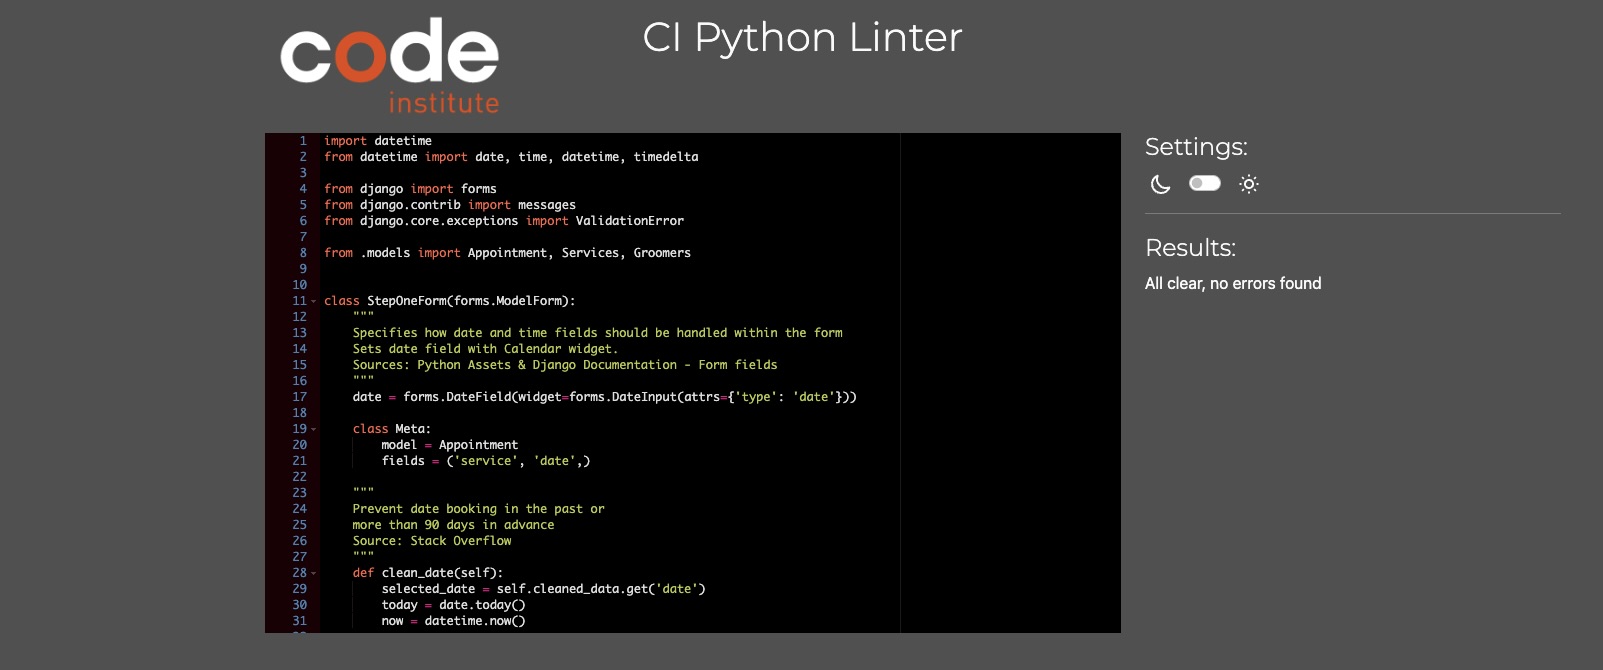 code
institute
CI Python Linter
1 import datetime
2 from datetime import date, time, datetime, timedelta
3
4 from django import forms
5 from django.contrib import messages
6 from django.core.exceptions import ValidationError
7
8 from .models import Appointment, Services, Groomers
9
10
11 class StepOneForm(forms.ModelForm):
12     """
13     Specifies how date and time fields should be handled within the form
14     Sets date field with Calendar widget.
15     Sources: Python Assets & Django Documentation - Form fields
16     """
17     date = forms.DateField(widget=forms.DateInput(attrs={'type': 'date'}))
18
19     class Meta:
20         model = Appointment
21         fields = ('service', 'date',)
22
23     """
24     Prevent date booking in the past or
25     more than 90 days in advance
26     Source: Stack Overflow
27     """
28     def clean_date(self):
29         selected_date = self.cleaned_data.get('date')
30         today = date.today()
31         now = datetime.now()
Settings:
Results:
All clear, no errors found